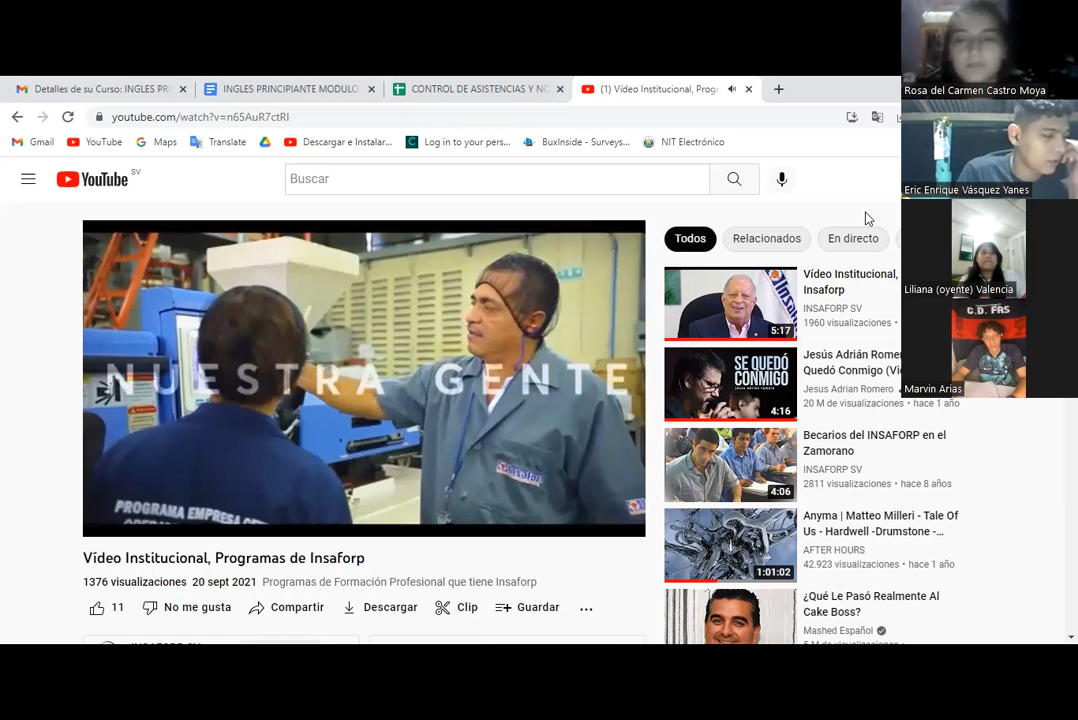 Rosa del Carmen Castro Moya
Eric Enrique Vásquez Yanes
Liliana (oyente) Valencia
C.D. FAS
Marvin Arias
Detalles de su Curso: INGLES PR
INGLES PRINCIPIANTE MODULO
CONTROL DE ASISTENCIAS Y NO
(1) Vídeo Institucional, Progr
youtube.com/watch?v=n65AuR7ctRI
Gmail
YouTube
Maps
Translate
Descargar e Instalar...
Log in to your pers...
BuxInside - Surveys...
NIT Electrónico
YouTube SV
Buscar
NUESTRA GENTE
insaforp
PROGRAMA EMPRESA
Vídeo Institucional, Programas de Insaforp
1376 visualizaciones 20 sept 2021 Programas de Formación Profesional que tiene Insaforp
11
No me gusta
Compartir
Descargar
Clip
Guardar
Todos
Relacionados
En directo
5:17
Vídeo Institucional,
Insaforp
INSAFORP SV
1960 visualizaciones •
SE QUEDÓ
CONMIGO
4:16
Jesús Adrián Rome
Quedó Conmigo (Vi
Jesus Adrian Romero
20 M de visualizaciones • hace 1 año
4:06
Becarios del INSAFORP en el
Zamorano
INSAFORP SV
2811 visualizaciones • hace 8 años
1:01:02
Anyma | Matteo Milleri - Tale Of
Us - Hardwell -Drumstone -...
AFTER HOURS
42.923 visualizaciones • hace 1 año
¿Qué Le Pasó Realmente Al
Cake Boss?
Mashed Español